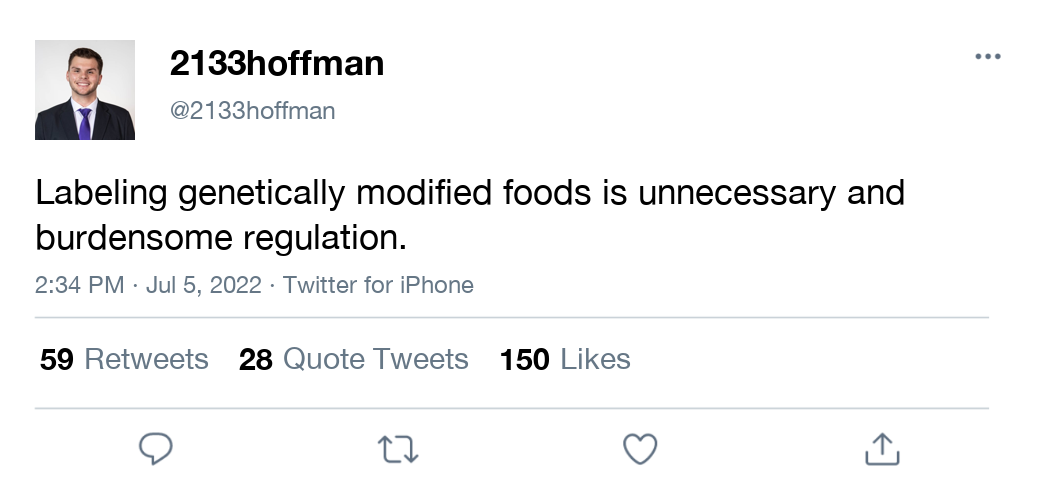 2133hoffman
@2133hoffman
Labeling genetically modified foods is unnecessary and
burdensome regulation.
2:34 PM · Jul 5, 2022 · Twitter for iPhone
59 Retweets 28 Quote Tweets 150 Likes